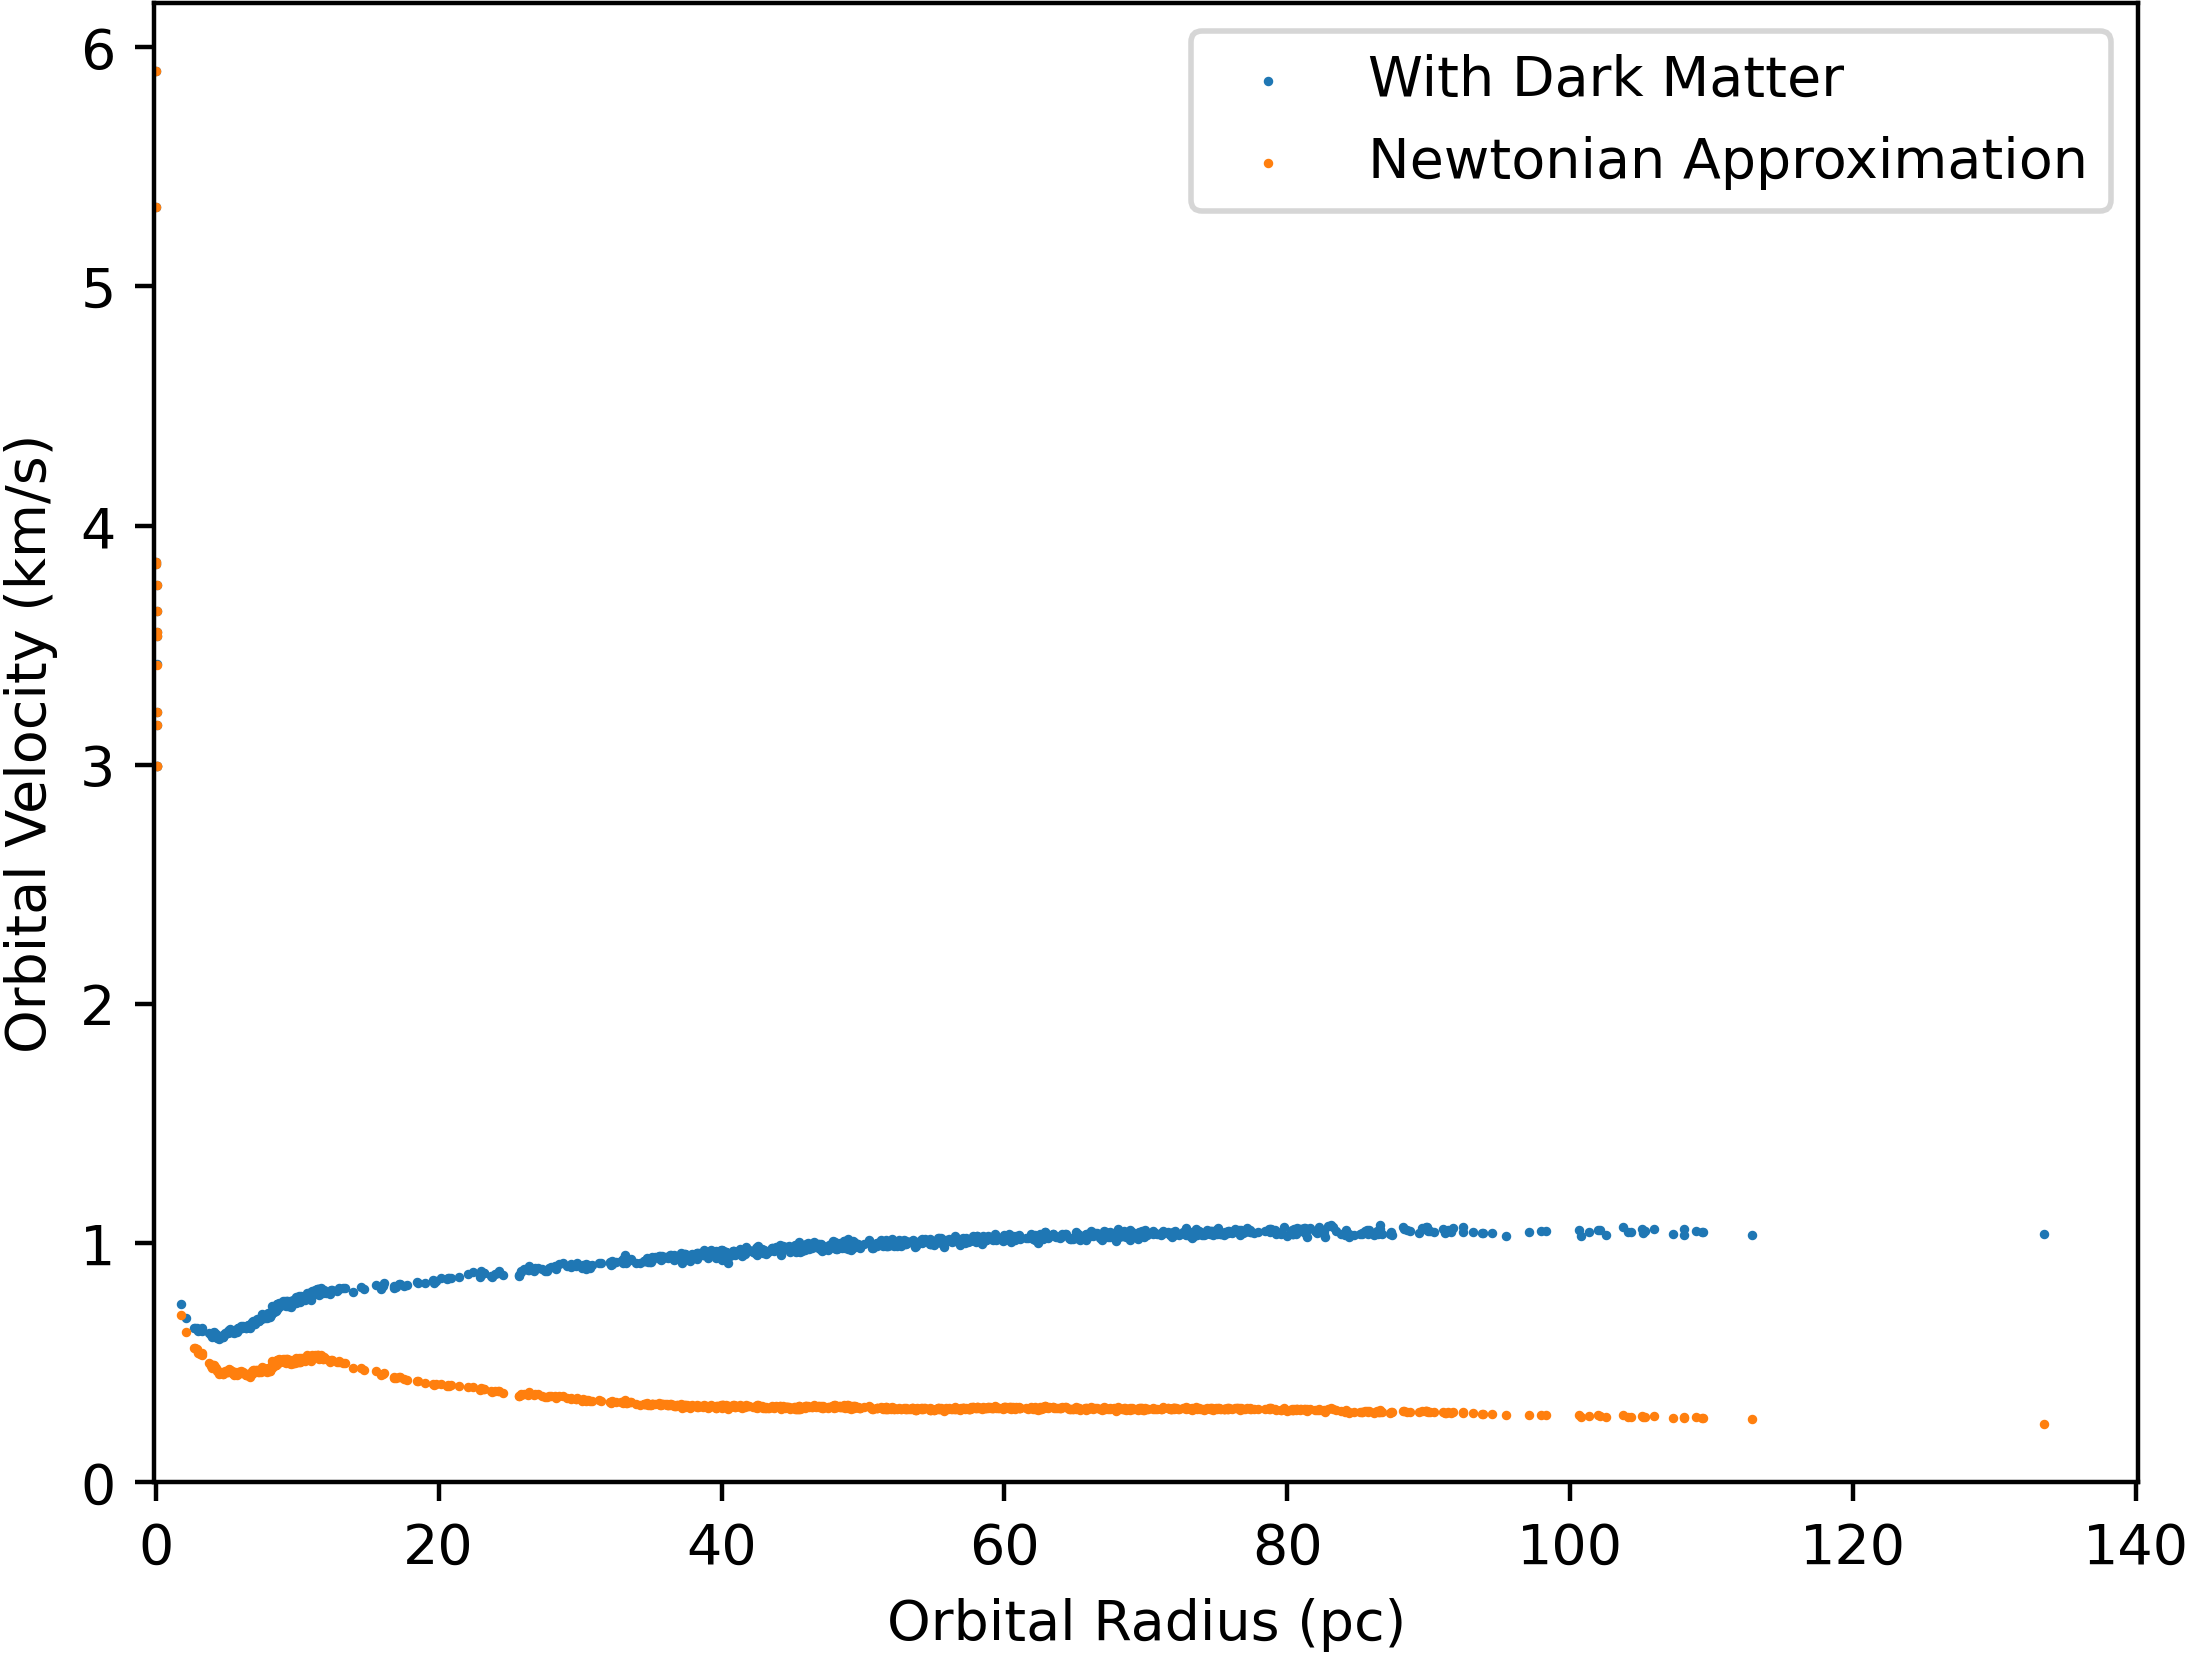 With Dark Matter
Newtonian Approximation
6
5
4
3
2
1
0
Orbital Velocity (km/s)
0 20 40 60 80 100 120 140
Orbital Radius (pc)